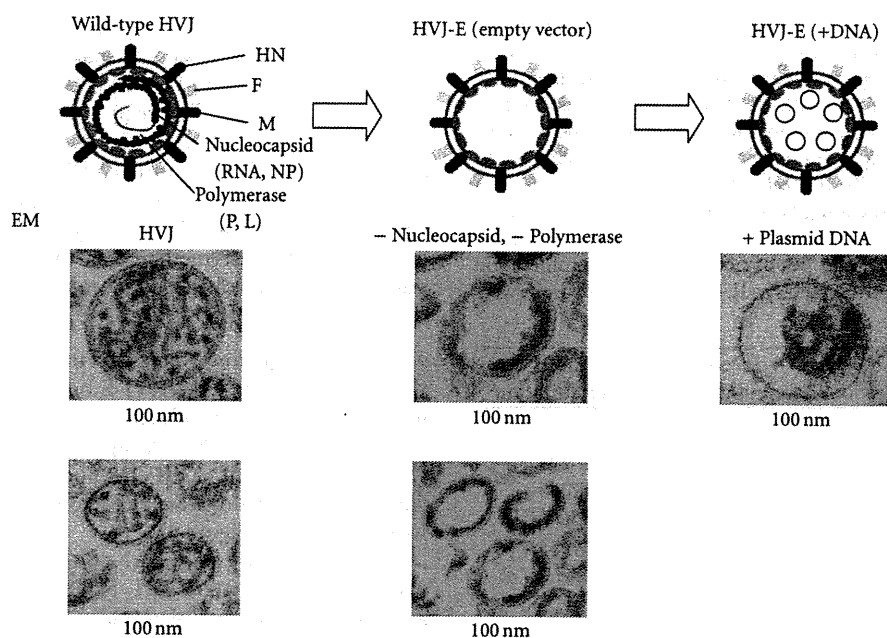 Wild-type HVJ
HVJ-E (empty vector)
HVJ-E (+DNA)
HN
F
M
Nucleocapsid
(RNA, NP)
Polymerase
(P, L)
EM
HVJ
– Nucleocapsid, – Polymerase
+ Plasmid DNA
100 nm
100 nm
100 nm
100 nm
100 nm